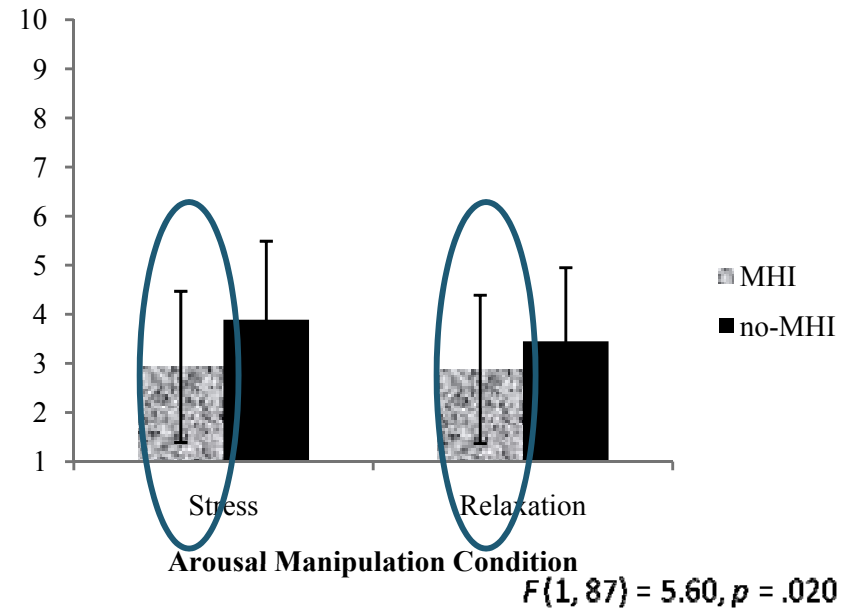 10
9
8
7
6
5
4
3
2
1
MHI
no-MHI
Stress
Relaxation
Arousal Manipulation Condition
F(1, 87) = 5.60, p = .020